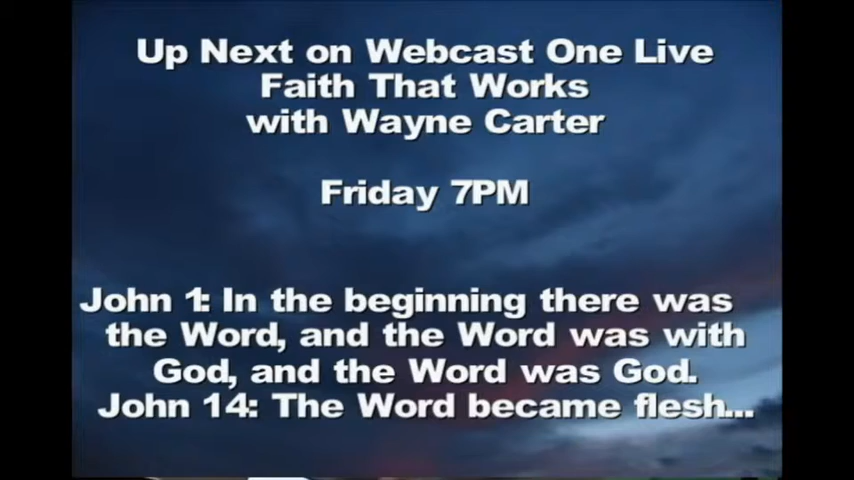 Up Next on Webcast One Live
Faith That Works
with Wayne Carter
Friday 7PM
John 1: In the beginning there was
the Word, and the Word was with
God, and the Word was God.
John 14: The Word became flesh...